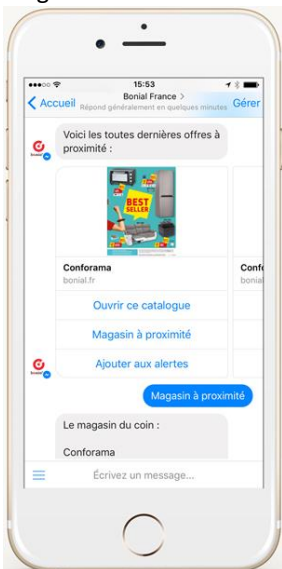 15:53
Accueil
Bonial France >
Répond généralement en quelques minutes
Gérer
Voici les toutes dernières offres à
proximité :
BEST
SELLER
Conforama
bonial.fr
Confo
bonial
Ouvrir ce catalogue
Magasin à proximité
Ajouter aux alertes
Magasin à proximité
Le magasin du coin :
Conforama
Écrivez un message...